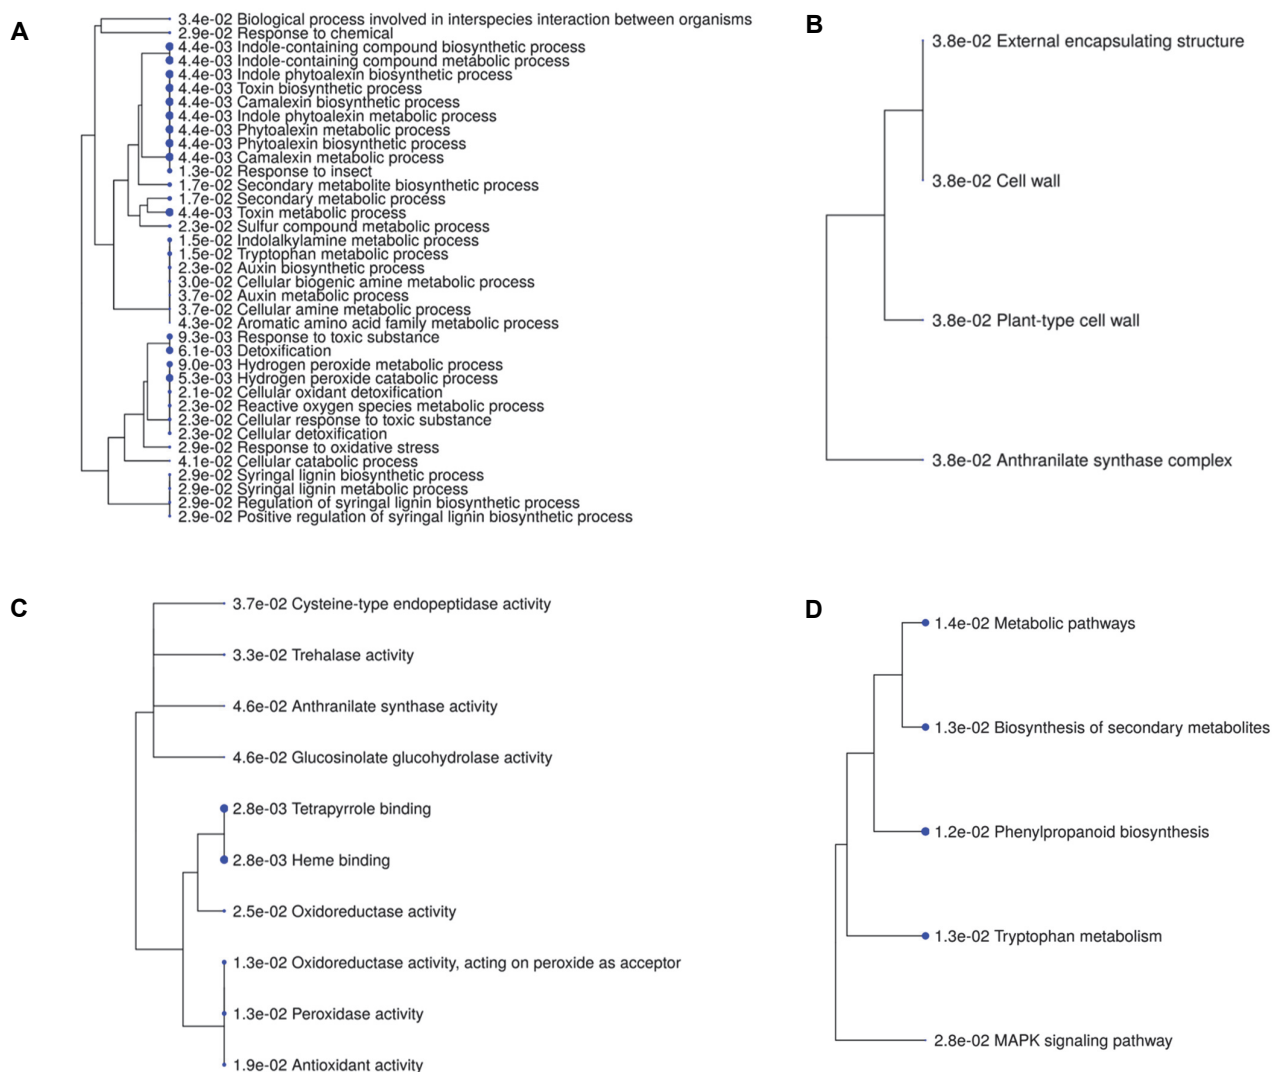 A
3.4e-02 Biological process involved in interspecies interaction between organisms
2.9e-02 Response to chemical
4.4e-03 Indole-containing compound biosynthetic process
4.4e-03 Indole-containing compound metabolic process
4.4e-03 Indole phytoalexin biosynthetic process
4.4e-03 Toxin biosynthetic process
4.4e-03 Camalexin biosynthetic process
4.4e-03 Indole phytoalexin metabolic process
4.4e-03 Phytoalexin metabolic process
4.4e-03 Phytoalexin biosynthetic process
4.4e-03 Camalexin metabolic process
1.3e-02 Response to insect
1.7e-02 Secondary metabolite biosynthetic process
1.7e-02 Secondary metabolic process
4.4e-03 Toxin metabolic process
2.3e-02 Sulfur compound metabolic process
1.5e-02 Indolalkylamine metabolic process
1.5e-02 Tryptophan metabolic process
2.3e-02 Auxin biosynthetic process
3.0e-02 Cellular biogenic amine metabolic process
3.7e-02 Auxin metabolic process
3.7e-02 Cellular amine metabolic process
4.3e-02 Aromatic amino acid family metabolic process
9.3e-03 Response to toxic substance
6.1e-03 Detoxification
9.0e-03 Hydrogen peroxide metabolic process
5.3e-03 Hydrogen peroxide catabolic process
2.1e-02 Cellular oxidant detoxification
2.3e-02 Reactive oxygen species metabolic process
2.3e-02 Cellular response to toxic substance
2.3e-02 Cellular detoxification
2.9e-02 Response to oxidative stress
4.1e-02 Cellular catabolic process
2.9e-02 Syringal lignin biosynthetic process
2.9e-02 Syringal lignin metabolic process
2.9e-02 Regulation of syringal lignin biosynthetic process
2.9e-02 Positive regulation of syringal lignin biosynthetic process
B
3.8e-02 External encapsulating structure
3.8e-02 Cell wall
3.8e-02 Plant-type cell wall
3.8e-02 Anthranilate synthase complex
C
3.7e-02 Cysteine-type endopeptidase activity
3.3e-02 Trehalase activity
4.6e-02 Anthranilate synthase activity
4.6e-02 Glucosinolate glucohydrolase activity
2.8e-03 Tetrapyrrole binding
2.8e-03 Heme binding
2.5e-02 Oxidoreductase activity
1.3e-02 Oxidoreductase activity, acting on peroxide as acceptor
1.3e-02 Peroxidase activity
1.9e-02 Antioxidant activity
D
1.4e-02 Metabolic pathways
1.3e-02 Biosynthesis of secondary metabolites
1.2e-02 Phenylpropanoid biosynthesis
1.3e-02 Tryptophan metabolism
2.8e-02 MAPK signaling pathway